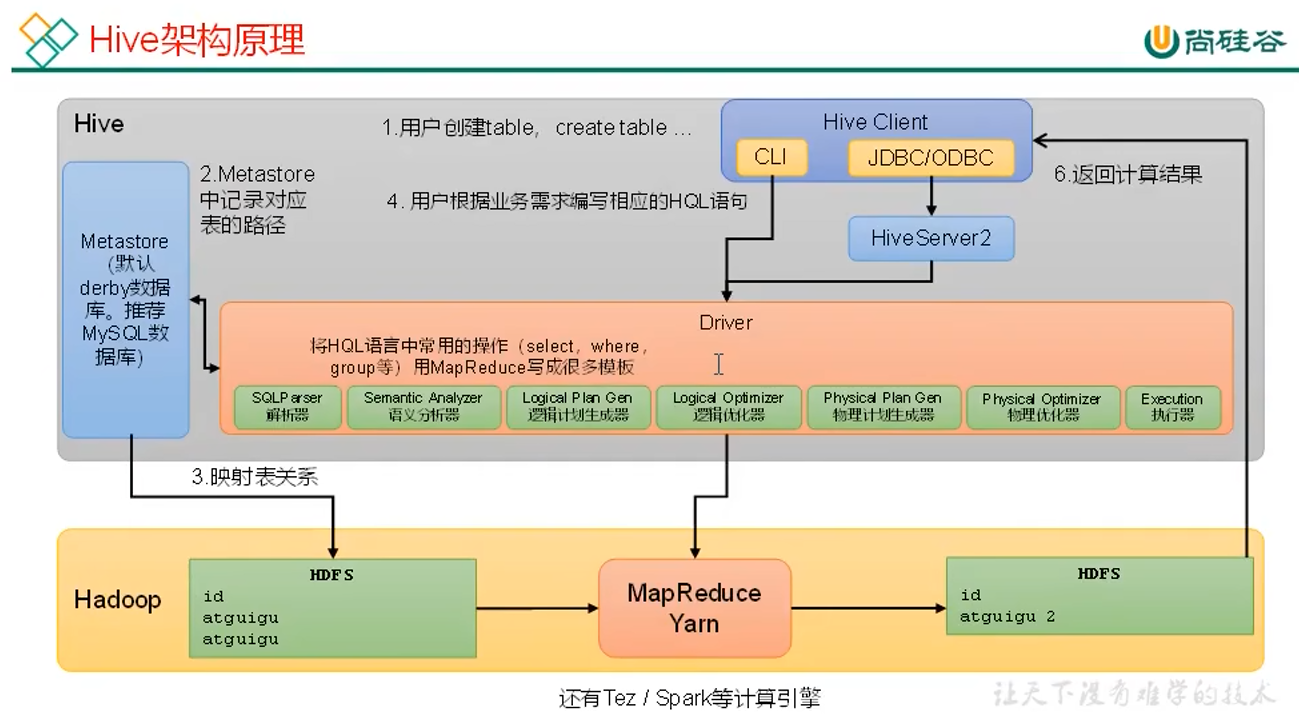 Hive架构原理
尚硅谷
Hive
1.用户创建table，create table ...
Hive Client
CLI
JDBC/ODBC
6.返回计算结果
2.Metastore
中记录对应
表的路径
4. 用户根据业务需求编写相应的HQL语句
HiveServer2
Metastore
（默认
derby数据
库。推荐
MySQL数
据库）
Driver
将HQL语言中常用的操作（select，where，
group等）用MapReduce写成很多模板
SQLParser
解析器
Semantic Analyzer
语义分析器
Logical Plan Gen
逻辑计划生成器
Logical Optimizer
逻辑优化器
Physical Plan Gen
物理计划生成器
Physical Optimizer
物理优化器
Execution
执行器
3.映射表关系
Hadoop
HDFS
id
atguigu
atguigu
MapReduce
Yarn
HDFS
id
atguigu 2
还有Tez / Spark等计算引擎
让天下没有难学的技术